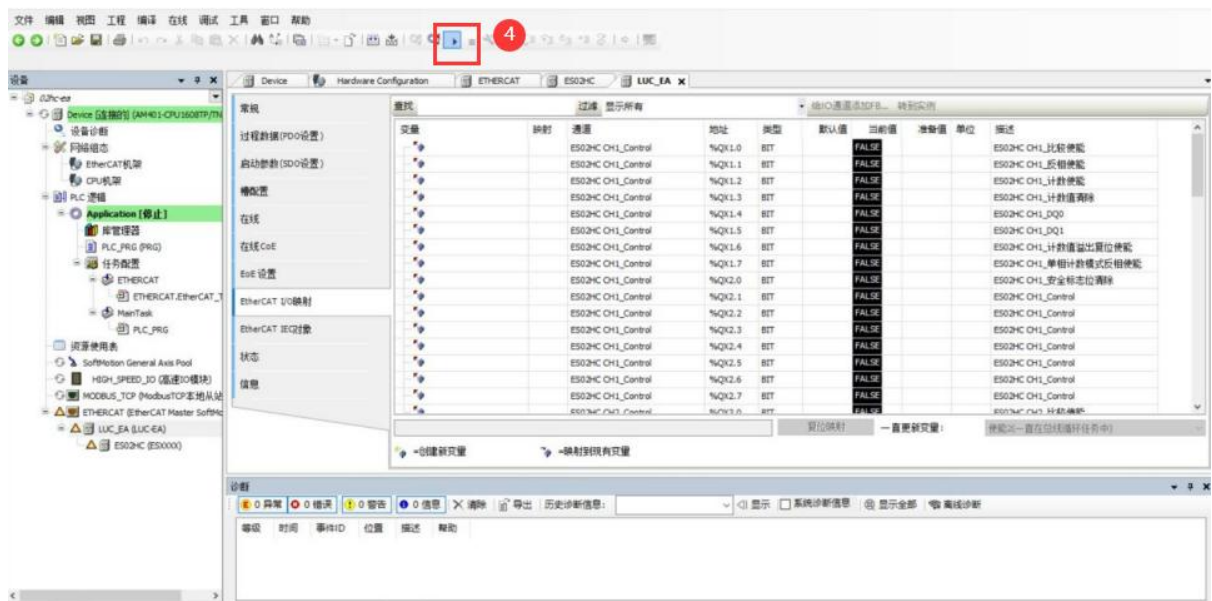 文件 编辑 视图 工程 编译 在线 调试 工具 窗口 帮助
4
设备
Device
Hardware Configuration
ETHERCAT
ES02HC
LUC_EA
02hc-ea
Device [连接的] (AM401-CPU1608TP/TN
设备诊断
网络组态
EtherCAT机架
CPU机架
PLC 逻辑
Application [停止]
库管理器
PLC_PRG (PRG)
任务配置
ETHERCAT
ETHERCAT.EtherCAT_T
MainTask
PLC_PRG
资源使用表
SoftMotion General Axis Pool
HIGH_SPEED_IO (高速IO模块)
MODBUS_TCP (ModbusTCP本地从站
ETHERCAT (EtherCAT Master SoftMo
LUC_EA (LUC-EA)
ES02HC (ESXXXX)
常规
过程数据(PDO设置)
启动参数(SDO设置)
槽配置
在线
在线CoE
EoE 设置
EtherCAT I/O映射
EtherCAT IEC对象
状态
信息
查找 过滤 显示所有 给IO通道添加FB... 转到实例
变量 映射 通道 地址 类型 默认值 当前值 准备值 单位 描述
ES02HC CH1_Control %QX1.0 BIT FALSE ES02HC CH1_比较使能
ES02HC CH1_Control %QX1.1 BIT FALSE ES02HC CH1_反相使能
ES02HC CH1_Control %QX1.2 BIT FALSE ES02HC CH1_计数使能
ES02HC CH1_Control %QX1.3 BIT FALSE ES02HC CH1_计数值清除
ES02HC CH1_Control %QX1.4 BIT FALSE ES02HC CH1_DQ0
ES02HC CH1_Control %QX1.5 BIT FALSE ES02HC CH1_DQ1
ES02HC CH1_Control %QX1.6 BIT FALSE ES02HC CH1_计数值溢出复位使能
ES02HC CH1_Control %QX1.7 BIT FALSE ES02HC CH1_单相计数模式反相使能
ES02HC CH1_Control %QX2.0 BIT FALSE ES02HC CH1_安全标志位清除
ES02HC CH1_Control %QX2.1 BIT FALSE ES02HC CH1_Control
ES02HC CH1_Control %QX2.2 BIT FALSE ES02HC CH1_Control
ES02HC CH1_Control %QX2.3 BIT FALSE ES02HC CH1_Control
ES02HC CH1_Control %QX2.4 BIT FALSE ES02HC CH1_Control
ES02HC CH1_Control %QX2.5 BIT FALSE ES02HC CH1_Control
ES02HC CH1_Control %QX2.6 BIT FALSE ES02HC CH1_Control
ES02HC CH1_Control %QX2.7 BIT FALSE ES02HC CH1_Control
复位映射 一直更新变量:
=创建新变量 =映射到现有变量
诊断
0 异常 0 错误 0 警告 0 信息 清除 导出 历史诊断信息: 显示 系统诊断信息 显示全部 离线诊断
等级 时间 事件ID 位置 描述 帮助